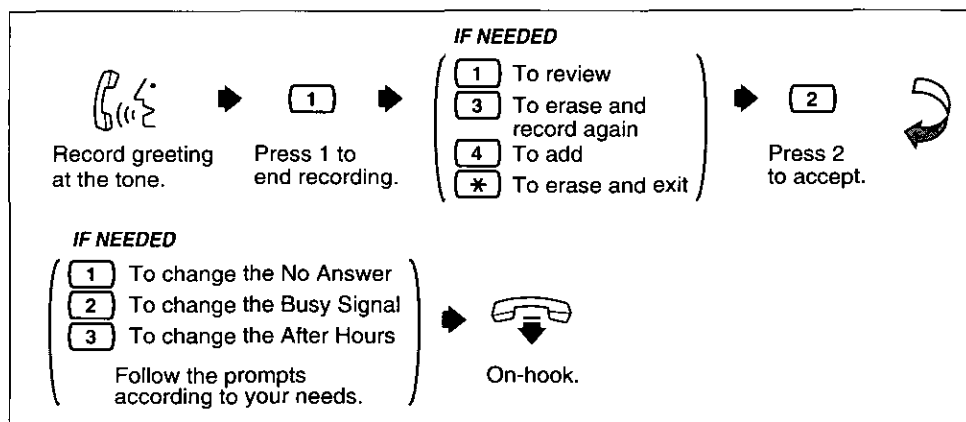 IF NEEDED
1 To review
3 To erase and
record again
4 To add
* To erase and exit
Record greeting
at the tone.
1
Press 1 to
end recording.
2
Press 2
to accept.
IF NEEDED
1 To change the No Answer
2 To change the Busy Signal
3 To change the After Hours
Follow the prompts
according to your needs.
On-hook.